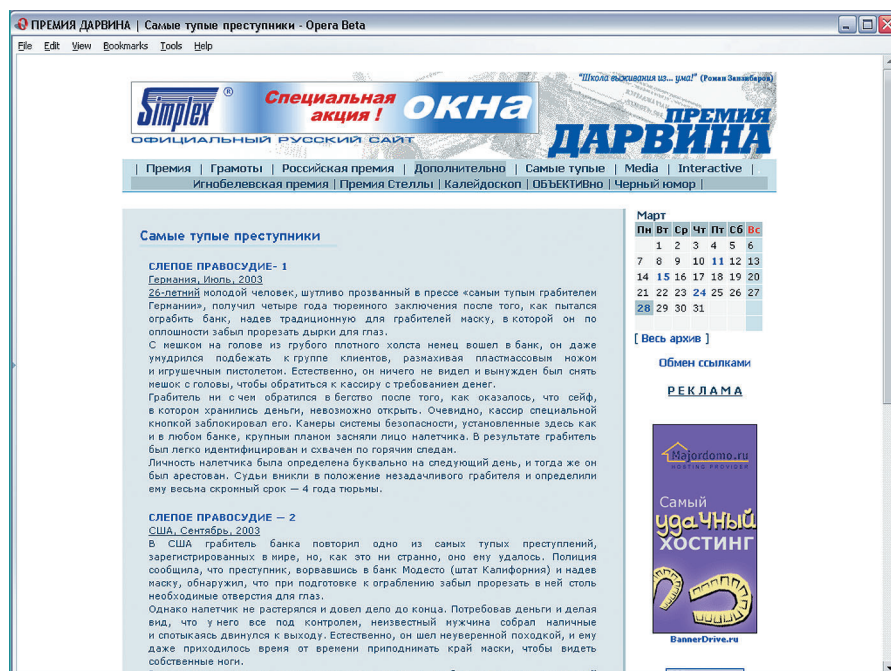 ПРЕМИЯ ДАРВИНА | Самые тупые преступники - Opera Beta
File Edit View Bookmarks Tools Help
"Школа выживания из... ума!" (Роман Занзибаров)
Simplex ®
Специальная акция !
окна
ПРЕМИЯ
ДАРВИНА
ОФИЦИАЛЬНЫЙ РУССКИЙ САЙТ
| Премия | Грамоты | Российская премия | Дополнительно | Самые тупые | Media | Interactive |
Игнобелевская премия | Премия Стеллы | Калейдоскоп | ОБЪЕКТИВно | Черный юмор |
Самые тупые преступники
СЛЕПОЕ ПРАВОСУДИЕ- 1
Германия, Июль, 2003
26-летний молодой человек, шутливо прозванный в прессе «самым тупым грабителем
Германии», получил четыре года тюремного заключения после того, как пытался
ограбить банк, надев традиционную для грабителей маску, в которой он по
оплошности забыл прорезать дырки для глаз.
С мешком на голове из грубого плотного холста немец вошел в банк, он даже
умудрился подбежать к группе клиентов, размахивая пластмассовым ножом
и игрушечным пистолетом. Естественно, он ничего не видел и вынужден был снять
мешок с головы, чтобы обратиться к кассиру с требованием денег.
Грабитель ни с чем обратился в бегство после того, как оказалось, что сейф,
в котором хранились деньги, невозможно открыть. Очевидно, кассир специальной
кнопкой заблокировал его. Камеры системы безопасности, установленные здесь как
и в любом банке, крупным планом засняли лицо налетчика. В результате грабитель
был легко идентифицирован и схвачен по горячим следам.
Личность налетчика была определена буквально на следующий день, и тогда же он
был арестован. Судьи вникли в положение незадачливого грабителя и определили
ему весьма скромный срок — 4 года тюрьмы.
СЛЕПОЕ ПРАВОСУДИЕ — 2
США, Сентябрь, 2003
В США грабитель банка повторил одно из самых тупых преступлений,
зарегистрированных в мире, но, как это ни странно, оно ему удалось. Полиция
сообщила, что преступник, ворвавшись в банк Модесто (штат Калифорния) и надев
маску, обнаружил, что при подготовке к ограблению забыл прорезать в ней столь
необходимые отверстия для глаз.
Однако налетчик не растерялся и довел дело до конца. Потребовав деньги и делая
вид, что у него все под контролем, неизвестный мужчина собрал наличные
и спотыкаясь двинулся к выходу. Естественно, он шел неуверенной походкой, и ему
даже приходилось время от времени приподнимать край маски, чтобы видеть
собственные ноги.
Март
Пн Вт Ср Чт Пт Сб Вс
1 2 3 4 5 6
7 8 9 10 11 12 13
14 15 16 17 18 19 20
21 22 23 24 25 26 27
28 29 30 31
[ Весь архив ]
Обмен ссылками
РЕКЛАМА
Majordomo.ru
HOSTING PROVIDER
Самый
удачный
хостинг
BannerDrive.ru